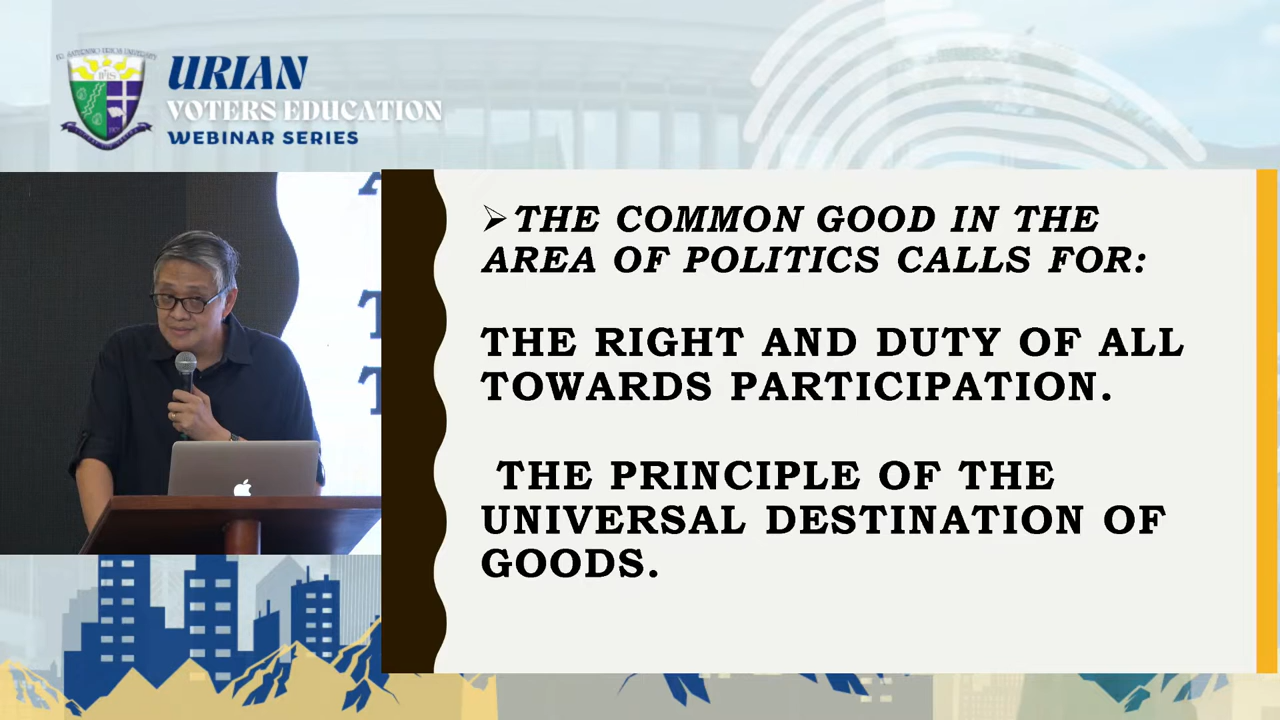 URIAN
VOTERS EDUCATION
WEBINAR SERIES
➢THE COMMON GOOD IN THE
AREA OF POLITICS CALLS FOR:
THE RIGHT AND DUTY OF ALL
TOWARDS PARTICIPATION.
THE PRINCIPLE OF THE
UNIVERSAL DESTINATION OF
GOODS.